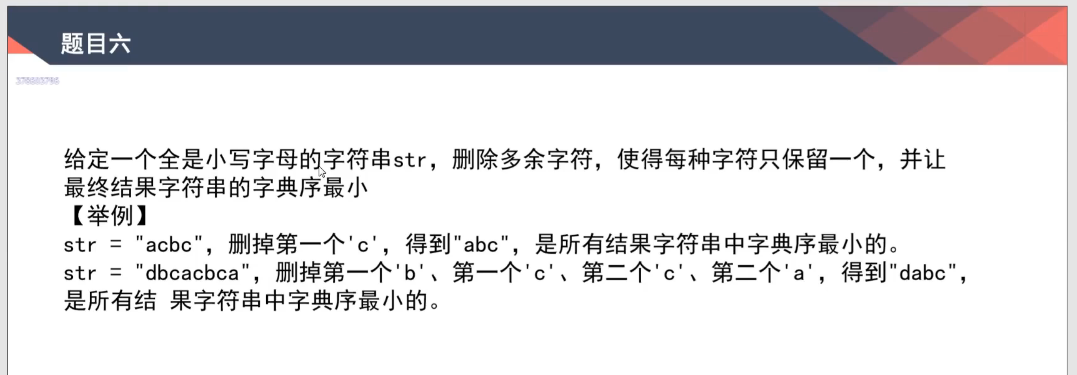 题目六
376803796
给定一个全是小写字母的字符串str，删除多余字符，使得每种字符只保留一个，并让
最终结果字符串的字典序最小
【举例】
str = "acbc"，删掉第一个'c'，得到"abc"，是所有结果字符串中字典序最小的。
str = "dbcacbca"，删掉第一个'b'、第一个'c'、第二个'c'、第二个'a'，得到"dabc"，
是所有结 果字符串中字典序最小的。